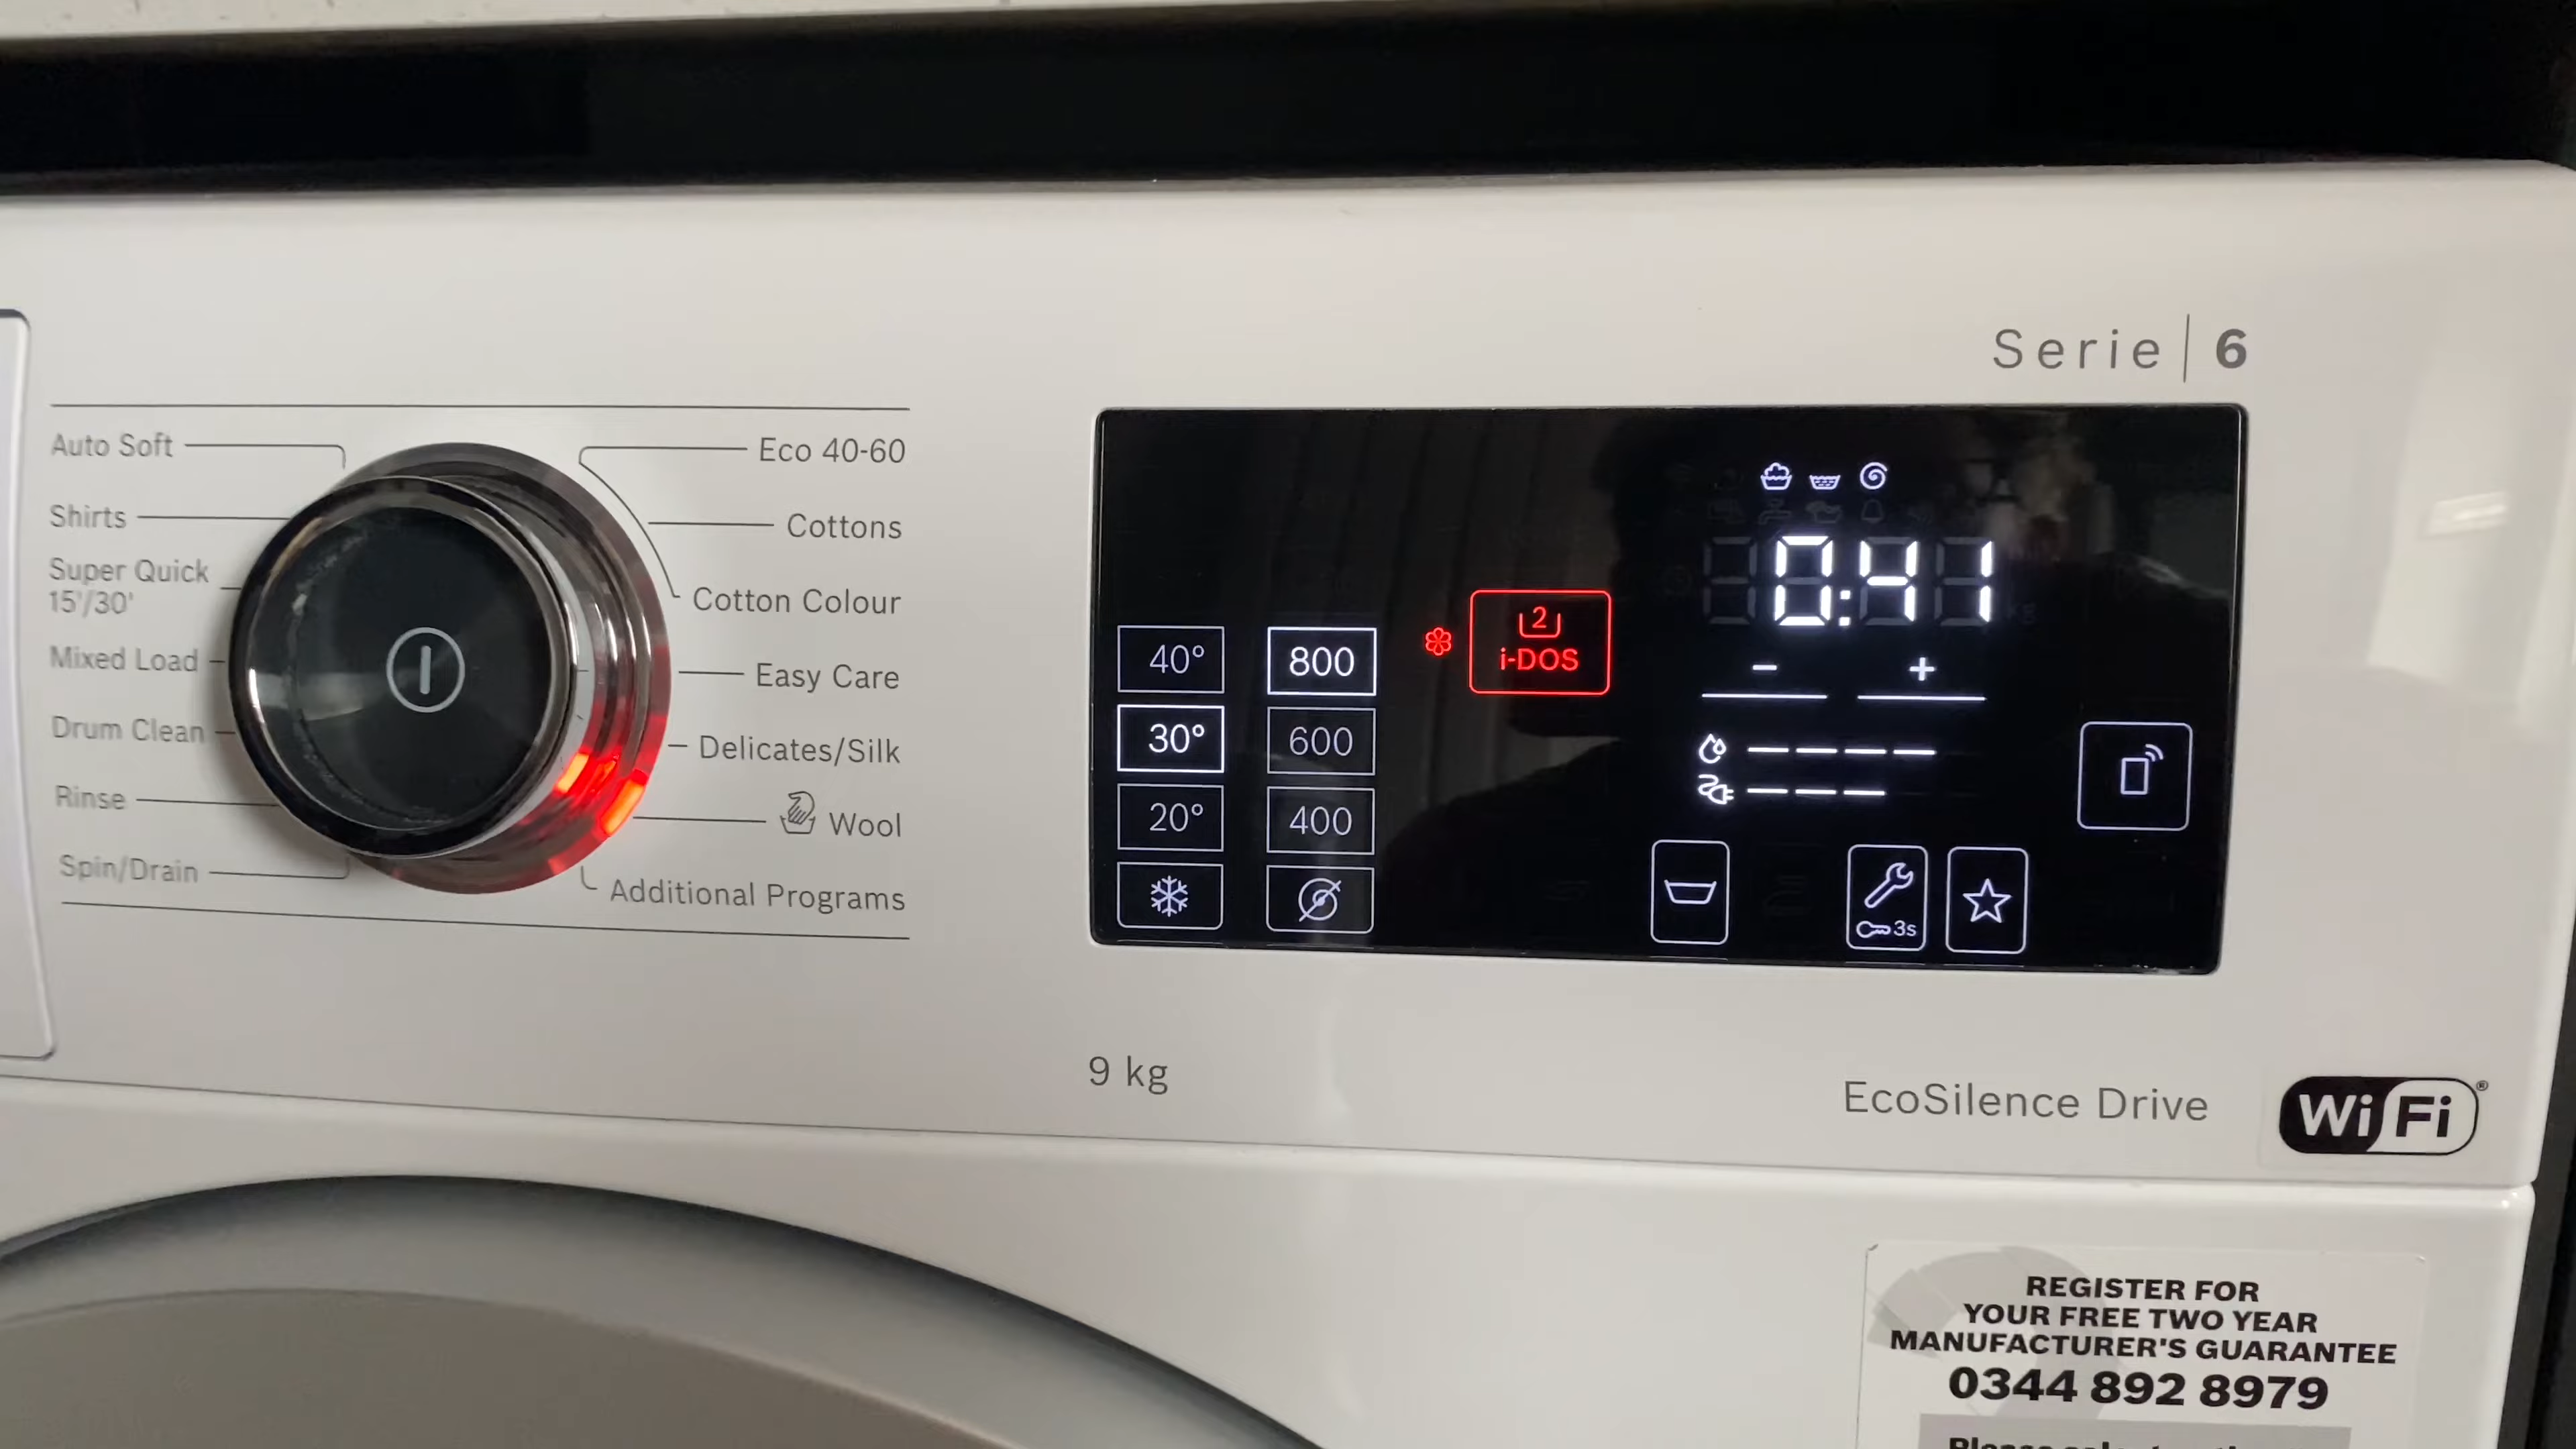 Serie | 6
Auto Soft
Shirts
Super Quick
15'/30'
Mixed Load
Drum Clean
Rinse
Spin/Drain
Eco 40-60
Cottons
Cotton Colour
Easy Care
Delicates/Silk
Wool
Additional Programs
40°
30°
20°
800
600
400
2
i-DOS
0:41
- +
3s
9 kg
EcoSilence Drive
WiFi®
REGISTER FOR
YOUR FREE TWO YEAR
MANUFACTURER'S GUARANTEE
0344 892 8979